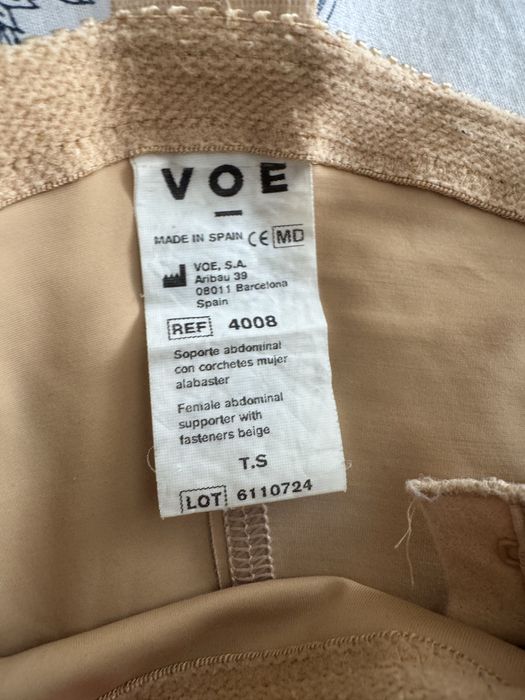 VOE
MADE IN SPAIN CE MD
VOE, S.A.
Aribau 39
08011 Barcelona
Spain
REF 4008
Soporte abdominal
con corchetes mujer
alabaster
Female abdominal
supporter with
fasteners beige
T.S
LOT 6110724